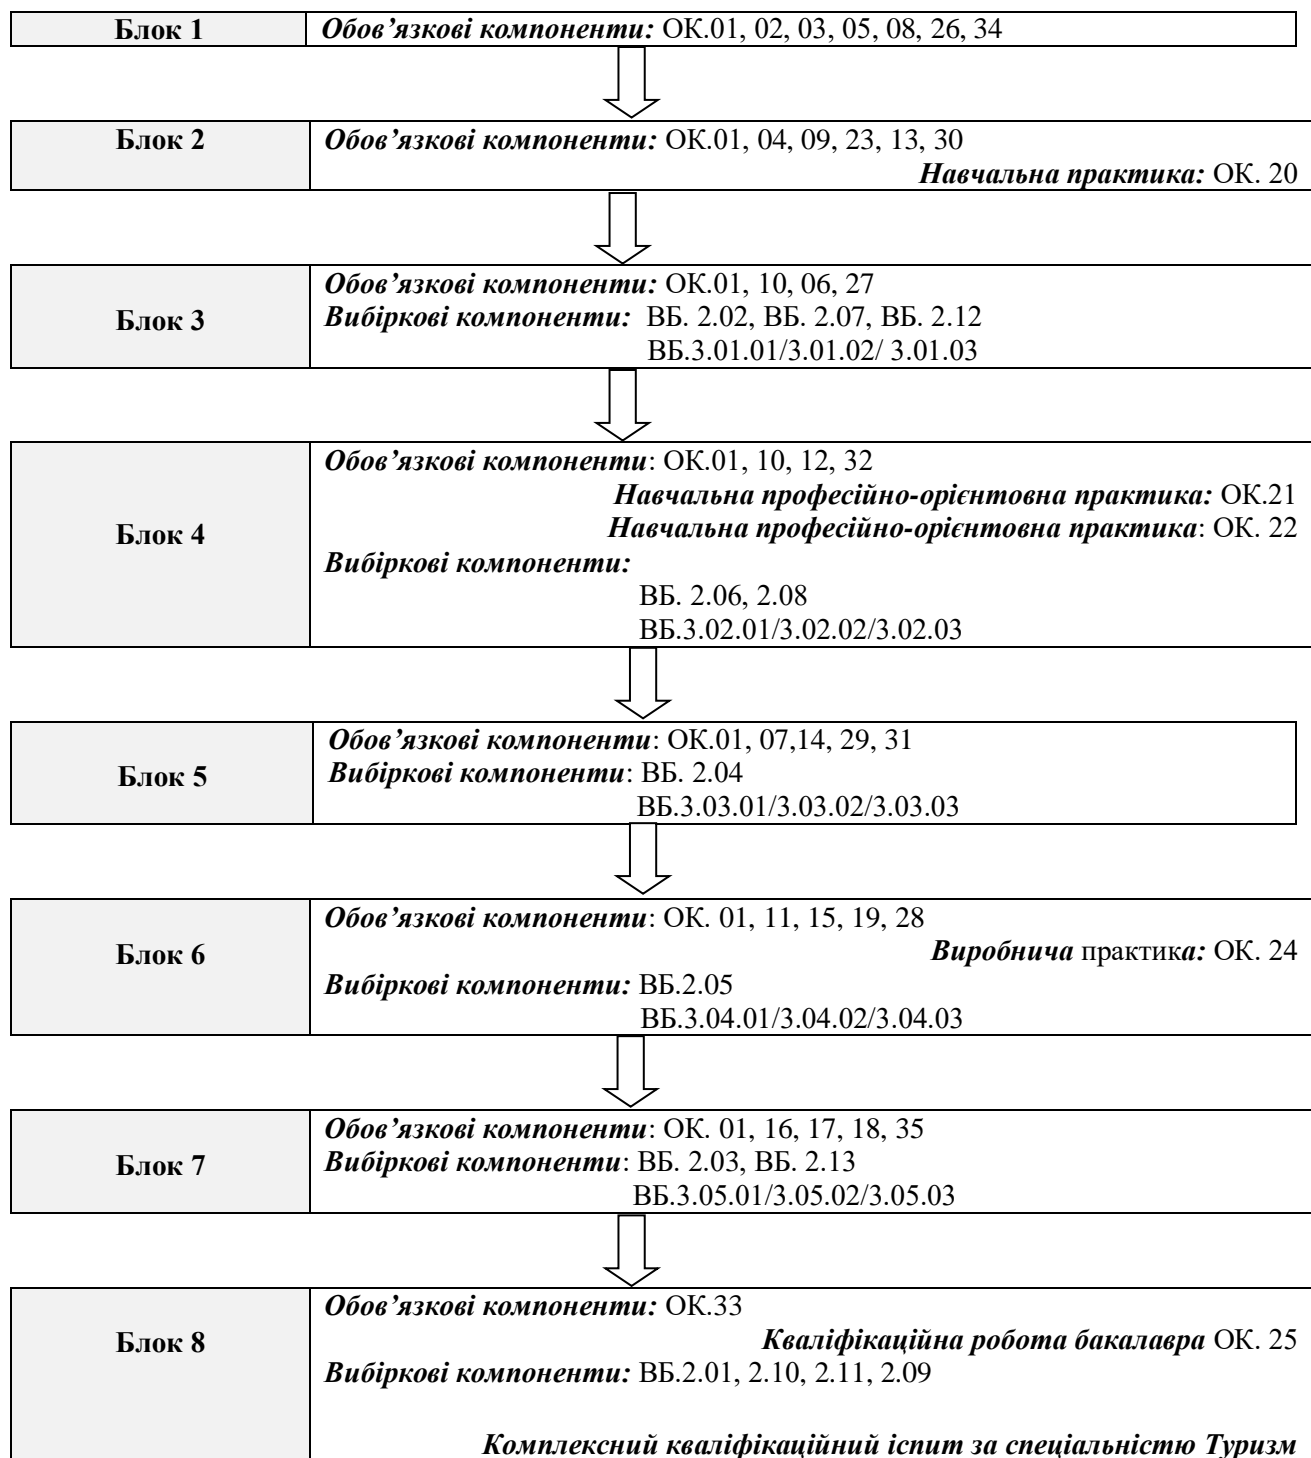 Блок 1
Обов’язкові компоненти: ОК.01, 02, 03, 05, 08, 26, 34
Блок 2
Обов’язкові компоненти: ОК.01, 04, 09, 23, 13, 30
Навчальна практика: ОК. 20
Блок 3
Обов’язкові компоненти: ОК.01, 10, 06, 27
Вибіркові компоненти: ВБ. 2.02, ВБ. 2.07, ВБ. 2.12
ВБ.3.01.01/3.01.02/ 3.01.03
Блок 4
Обов’язкові компоненти: ОК.01, 10, 12, 32
Навчальна професійно-орієнтовна практика: ОК.21
Навчальна професійно-орієнтовна практика: ОК. 22
Вибіркові компоненти:
ВБ. 2.06, 2.08
ВБ.3.02.01/3.02.02/3.02.03
Блок 5
Обов’язкові компоненти: ОК.01, 07,14, 29, 31
Вибіркові компоненти: ВБ. 2.04
ВБ.3.03.01/3.03.02/3.03.03
Блок 6
Обов’язкові компоненти: ОК. 01, 11, 15, 19, 28
Виробнича практика: ОК. 24
Вибіркові компоненти: ВБ.2.05
ВБ.3.04.01/3.04.02/3.04.03
Блок 7
Обов’язкові компоненти: ОК. 01, 16, 17, 18, 35
Вибіркові компоненти: ВБ. 2.03, ВБ. 2.13
ВБ.3.05.01/3.05.02/3.05.03
Блок 8
Обов’язкові компоненти: ОК.33
Кваліфікаційна робота бакалавра ОК. 25
Вибіркові компоненти: ВБ.2.01, 2.10, 2.11, 2.09
Комплексний кваліфікаційний іспит за спеціальністю Туризм